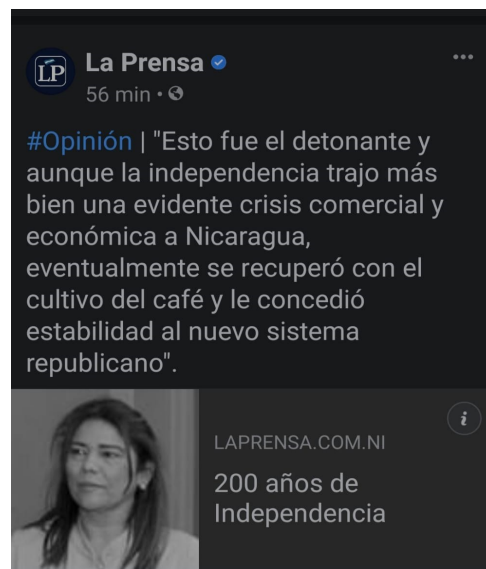 LP
La Prensa
56 min •
#Opinión | "Esto fue el detonante y
aunque la independencia trajo más
bien una evidente crisis comercial y
económica a Nicaragua,
eventualmente se recuperó con el
cultivo del café y le concedió
estabilidad al nuevo sistema
republicano".
i
LAPRENSA.COM.NI
200 años de
Independencia